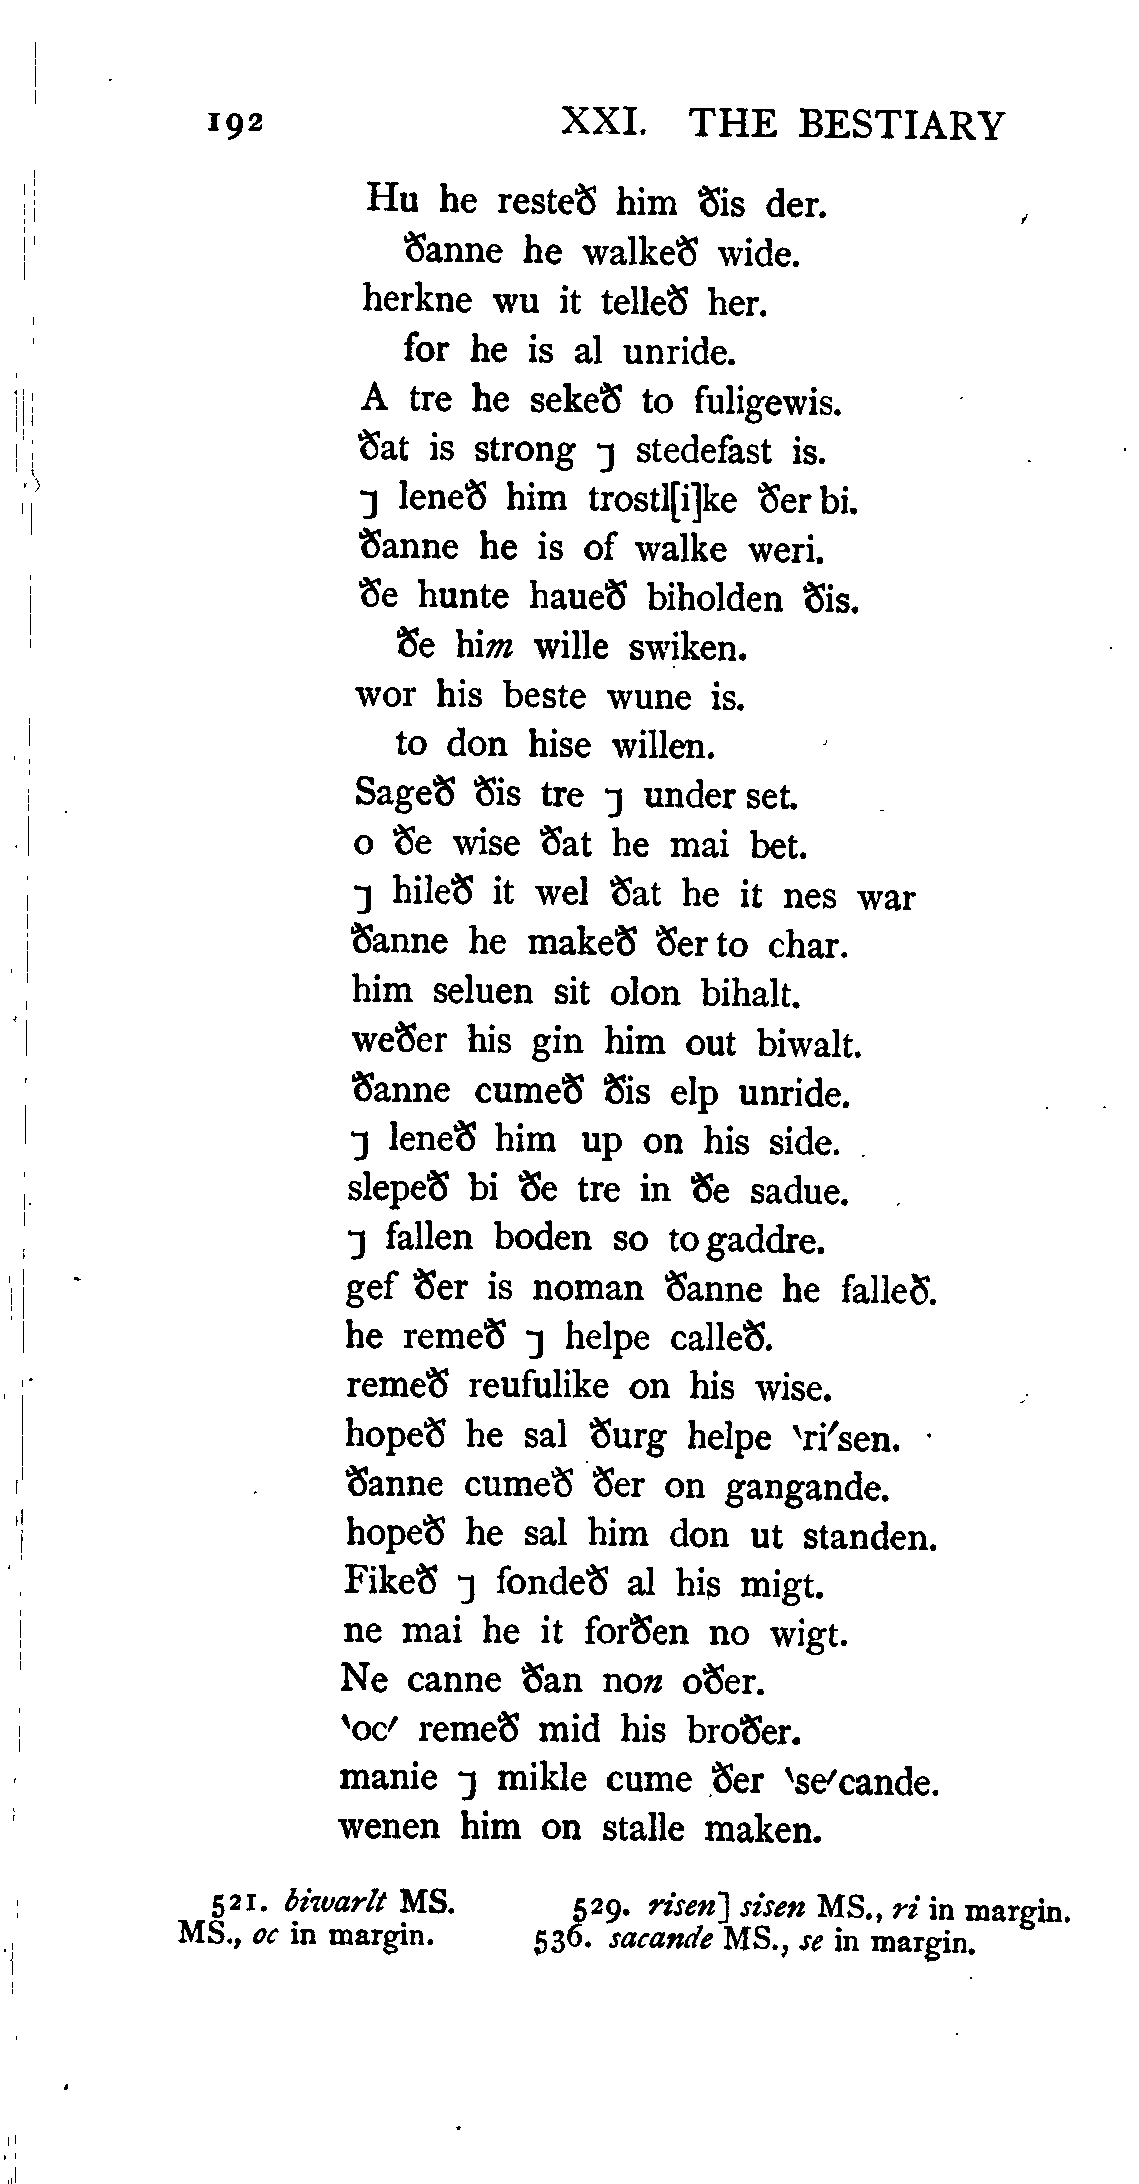 192 XXI. THE BESTIARY
Hu he resteð him ðis der.
ðanne he walkeð wide.
herkne wu it telleð her.
for he is al unride.
A tre he sekeð to fuligewis.
ðat is strong ⁊ stedefast is.
⁊ leneð him trostl[i]ke ðer bi.
ðanne he is of walke weri.
ðe hunte haueð biholden ðis.
ðe him wille swiken.
wor his beste wune is.
to don hise willen.
Sageð ðis tre ⁊ under set.
o ðe wise ðat he mai bet.
⁊ hileð it wel ðat he it nes war
ðanne he makeð ðer to char.
him seluen sit olon bihalt.
weðer his gin him out biwalt.
ðanne cumeð ðis elp unride.
⁊ leneð him up on his side.
slepeð bi ðe tre in ðe sadue.
⁊ fallen boden so to gaddre.
gef ðer is noman ðanne he falleð.
he remeð ⁊ helpe calleð.
remeð reufulike on his wise.
hopeð he sal ðurg helpe ‵ri′sen.
ðanne cumeð ðer on gangande.
hopeð he sal him don ut standen.
Fikeð ⁊ fondeð al his migt.
ne mai he it forðen no wigt.
Ne canne ðan non oðer.
‵oc′ remeð mid his broðer.
manie ⁊ mikle cume ðer ‵se′cande.
wenen him on stalle maken.
521. biwarlt MS. 529. risen] sisen MS., ri in margin.
MS., oc in margin. 536. sacande MS., se in margin.